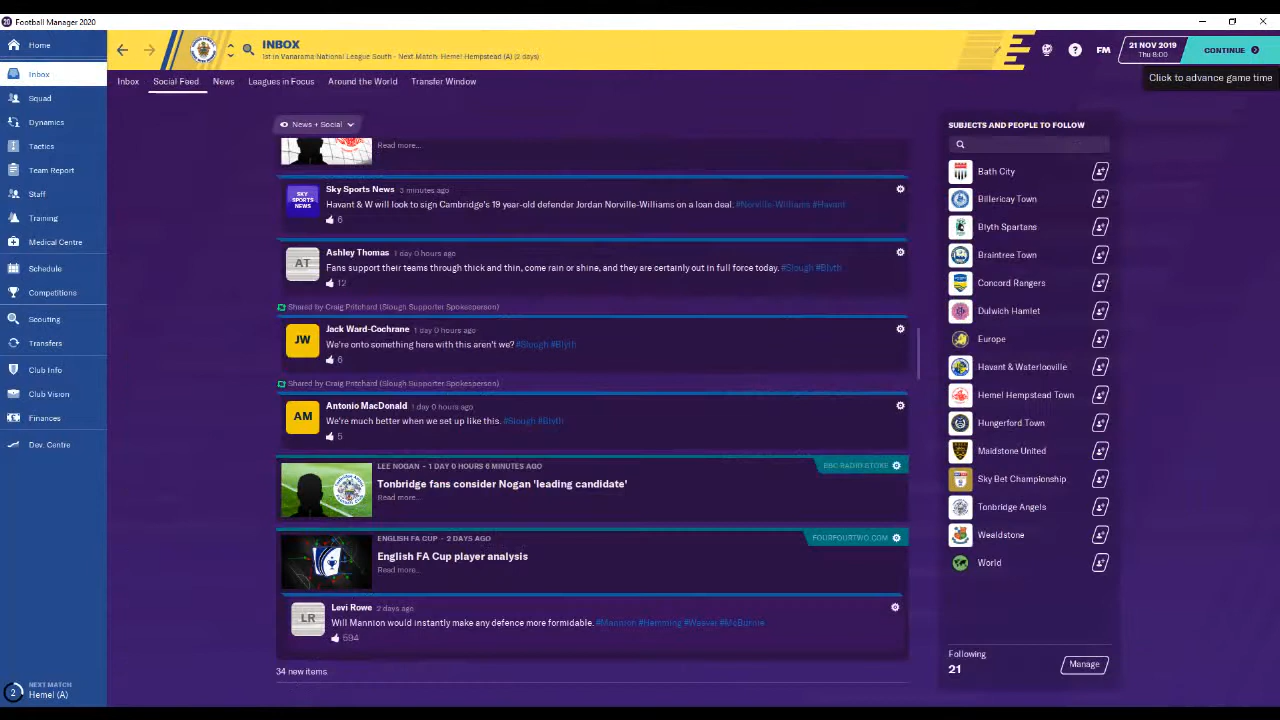 Football Manager 2020
Home
INBOX
1st in Vanarama National League South - Next Match: Hemel Hempstead (A) (2 days)
FM
21 NOV 2019
Thu 8:00
CONTINUE
Click to advance game time
Inbox
Squad
Dynamics
Tactics
Team Report
Staff
Training
Medical Centre
Schedule
Competitions
Scouting
Transfers
Club Info
Club Vision
Finances
Dev. Centre
2
NEXT MATCH
Hemel (A)
Inbox
Social Feed
News
Leagues in Focus
Around the World
Transfer Window
News + Social
Read more...
SKY SPORTS NEWS
Sky Sports News 3 minutes ago
Havant & W will look to sign Cambridge's 19 year-old defender Jordan Norville-Williams on a loan deal. #Norville-Williams #Havant
6
AT
Ashley Thomas 1 day 0 hours ago
Fans support their teams through thick and thin, come rain or shine, and they are certainly out in full force today. #Slough #Blyth
12
Shared by Craig Pritchard (Slough Supporter Spokesperson)
JW
Jack Ward-Cochrane 1 day 0 hours ago
We're onto something here with this aren't we? #Slough #Blyth
6
Shared by Craig Pritchard (Slough Supporter Spokesperson)
AM
Antonio MacDonald 1 day 0 hours ago
We're much better when we set up like this. #Slough #Blyth
5
LEE NOGAN - 1 DAY 0 HOURS 6 MINUTES AGO
BBC RADIO STOKE
Tonbridge fans consider Nogan 'leading candidate'
Read more...
ENGLISH FA CUP - 2 DAYS AGO
FOURFOURTWO.COM
English FA Cup player analysis
Read more...
LR
Levi Rowe 2 days ago
Will Mannion would instantly make any defence more formidable. #Mannion #Hemming #Weaver #McBurnie
594
34 new items
SUBJECTS AND PEOPLE TO FOLLOW
Bath City
Billericay Town
Blyth Spartans
Braintree Town
Concord Rangers
Dulwich Hamlet
Europe
Havant & Waterlooville
Hemel Hempstead Town
Hungerford Town
Maidstone United
Sky Bet Championship
Tonbridge Angels
Wealdstone
World
Following
21
Manage